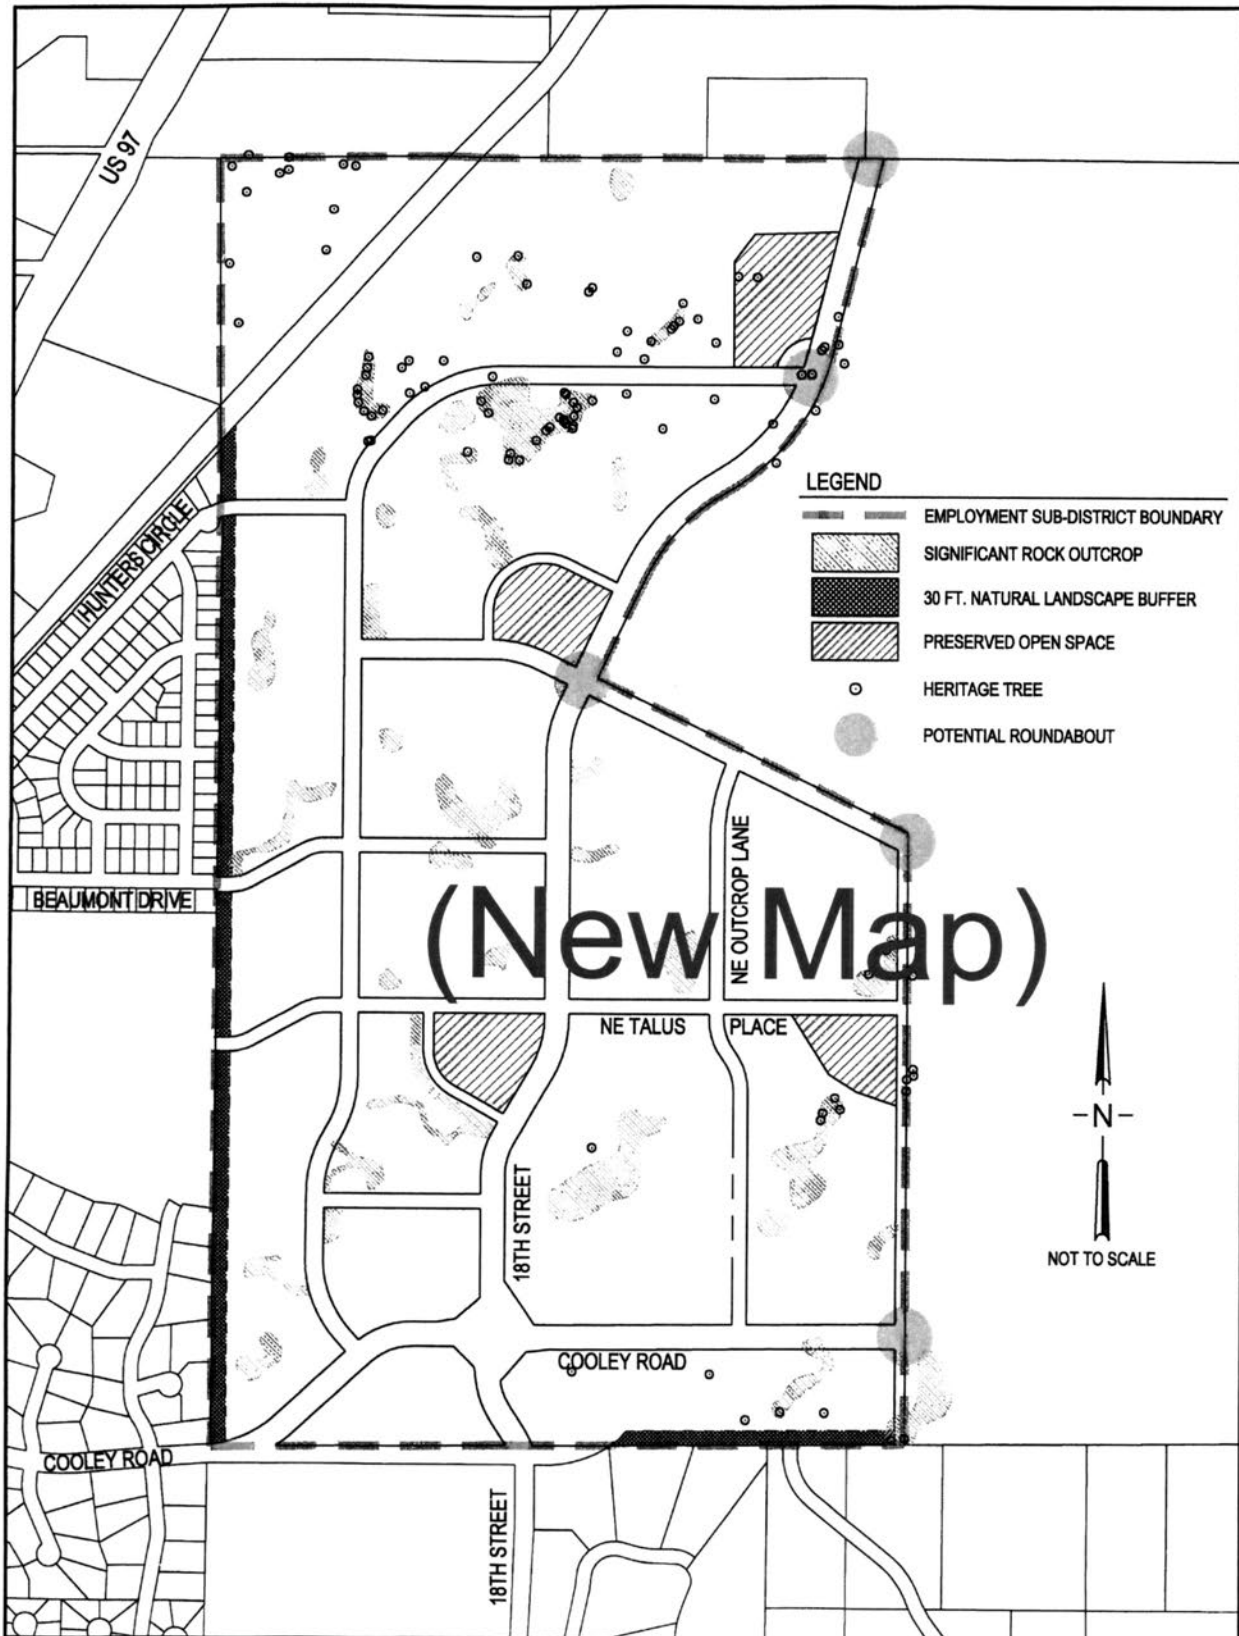 US 97
HUNTERS CIRCLE
LEGEND
EMPLOYMENT SUB-DISTRICT BOUNDARY
SIGNIFICANT ROCK OUTCROP
30 FT. NATURAL LANDSCAPE BUFFER
PRESERVED OPEN SPACE
HERITAGE TREE
POTENTIAL ROUNDABOUT
BEAUMONT DRIVE
(New Map)
NE OUTCROP LANE
NE TALUS PLACE
-N-
NOT TO SCALE
18TH STREET
COOLEY ROAD
COOLEY ROAD
18TH STREET